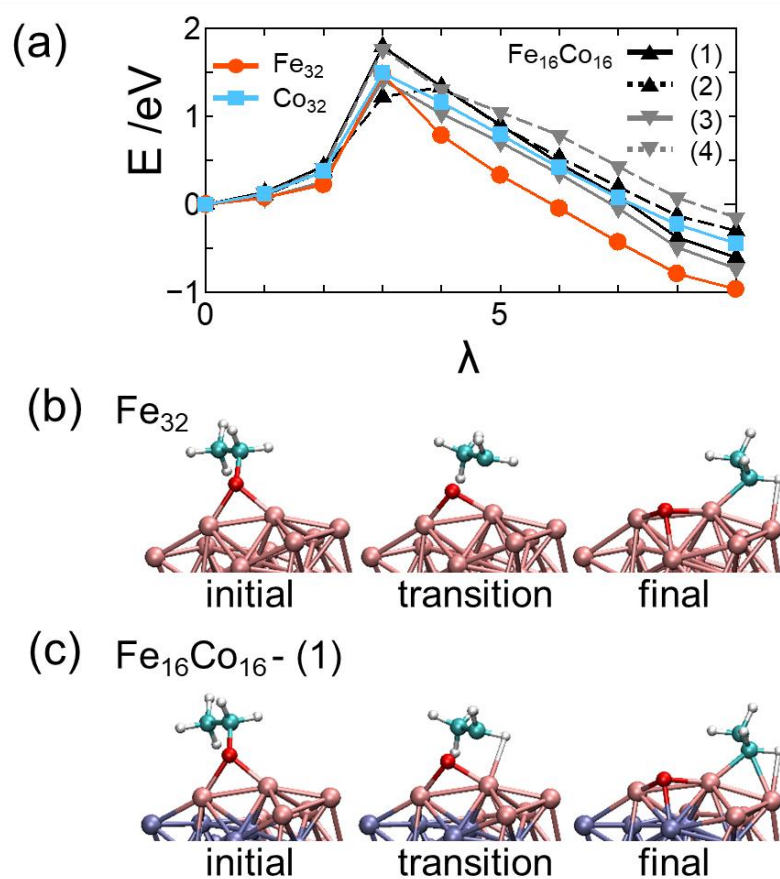 (a)
2
1
0
−1
E /eV
0
5
λ
Fe32
Co32
Fe16Co16
(1)
(2)
(3)
(4)
(b) Fe32
initial transition final
(c) Fe16Co16 - (1)
initial transition final